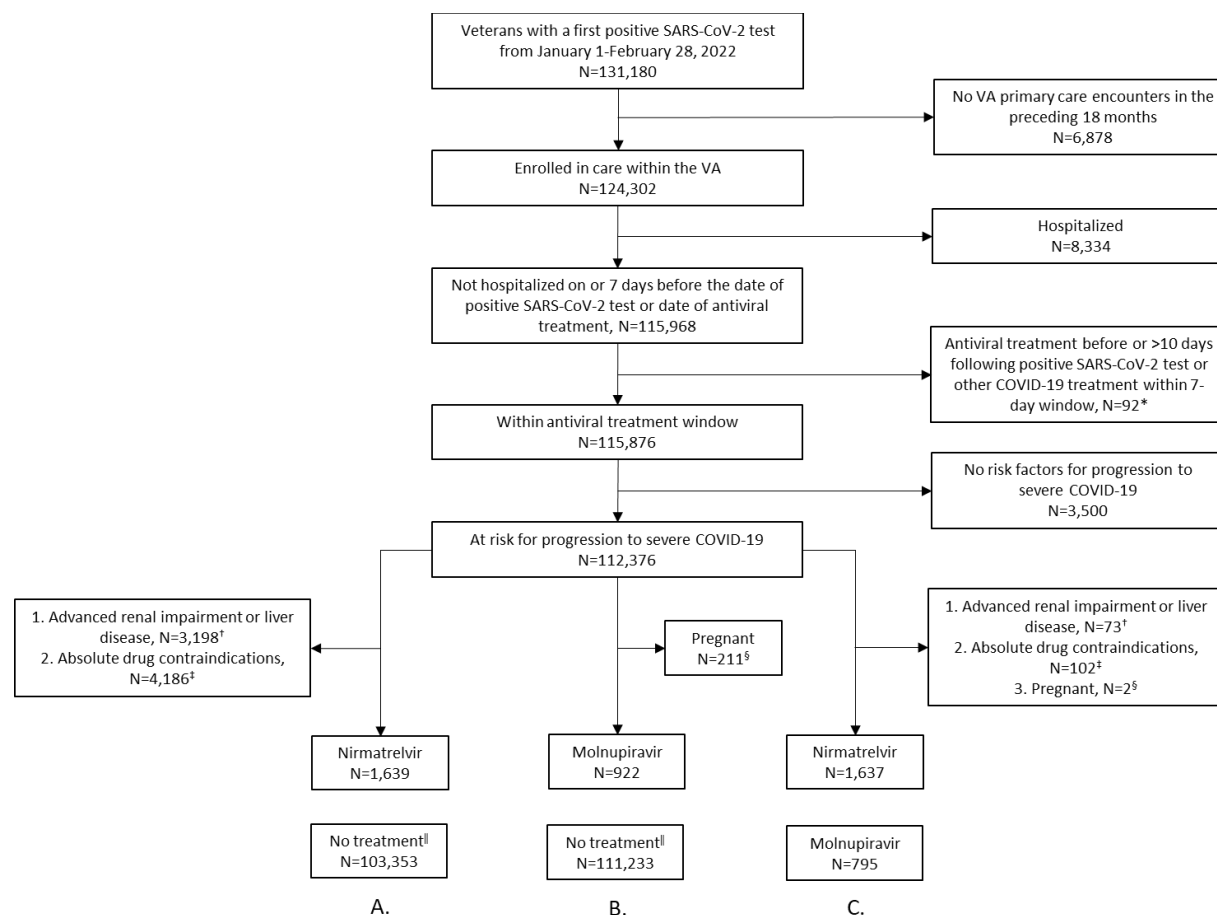 Veterans with a first positive SARS-CoV-2 test
from January 1-February 28, 2022
N=131,180
No VA primary care encounters in the
preceding 18 months
N=6,878
Enrolled in care within the VA
N=124,302
Hospitalized
N=8,334
Not hospitalized on or 7 days before the date of
positive SARS-CoV-2 test or date of antiviral
treatment, N=115,968
Antiviral treatment before or >10 days
following positive SARS-CoV-2 test or
other COVID-19 treatment within 7-
day window, N=92*
Within antiviral treatment window
N=115,876
No risk factors for progression to
severe COVID-19
N=3,500
At risk for progression to severe COVID-19
N=112,376
1. Advanced renal impairment or liver
disease, N=3,198†
2. Absolute drug contraindications,
N=4,186‡
Pregnant
N=211§
1. Advanced renal impairment or liver
disease, N=73†
2. Absolute drug contraindications,
N=102‡
3. Pregnant, N=2§
Nirmatrelvir
N=1,639
Molnupiravir
N=922
Nirmatrelvir
N=1,637
No treatment‖
N=103,353
No treatment‖
N=111,233
Molnupiravir
N=795
A.
B.
C.